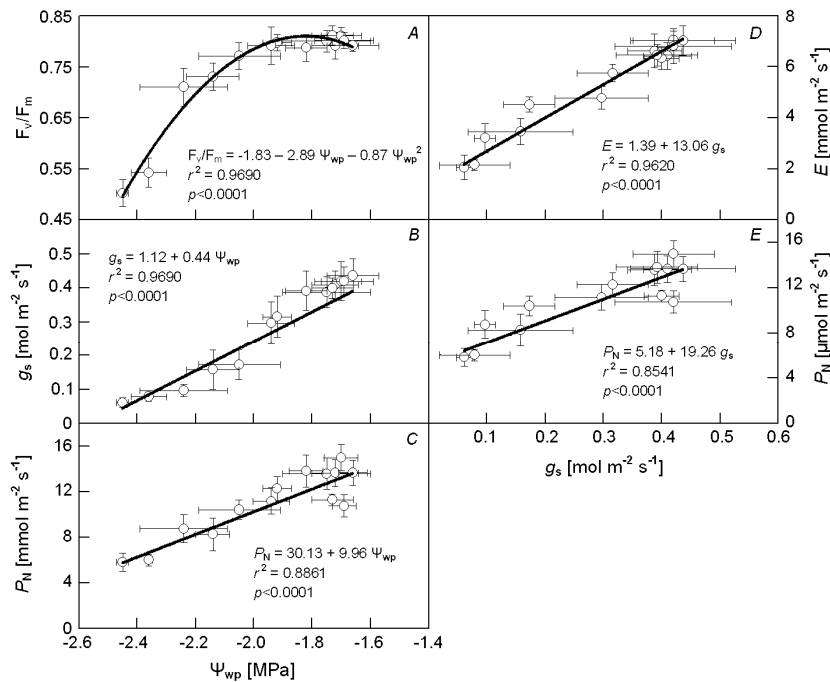 0.85
0.75
0.65
0.55
0.45
Fv/Fm
A
Fv/Fm = -1.83 – 2.89 Ψwp – 0.87 Ψwp²
r² = 0.9690
p<0.0001
D
8
6
4
2
0
E [mmol m⁻² s⁻¹]
E = 1.39 + 13.06 gs
r² = 0.9620
p<0.0001
B
0.5
0.4
0.3
0.2
0.1
0
gs [mol m⁻² s⁻¹]
gs = 1.12 + 0.44 Ψwp
r² = 0.9690
p<0.0001
E
16
12
8
4
0
PN [µmol m⁻² s⁻¹]
PN = 5.18 + 19.26 gs
r² = 0.8541
p<0.0001
0.1 0.2 0.3 0.4 0.5 0.6
gs [mol m⁻² s⁻¹]
C
16
12
8
4
0
PN [mmol m⁻² s⁻¹]
PN = 30.13 + 9.96 Ψwp
r² = 0.8861
p<0.0001
-2.6 -2.4 -2.2 -2.0 -1.8 -1.6 -1.4
Ψwp [MPa]